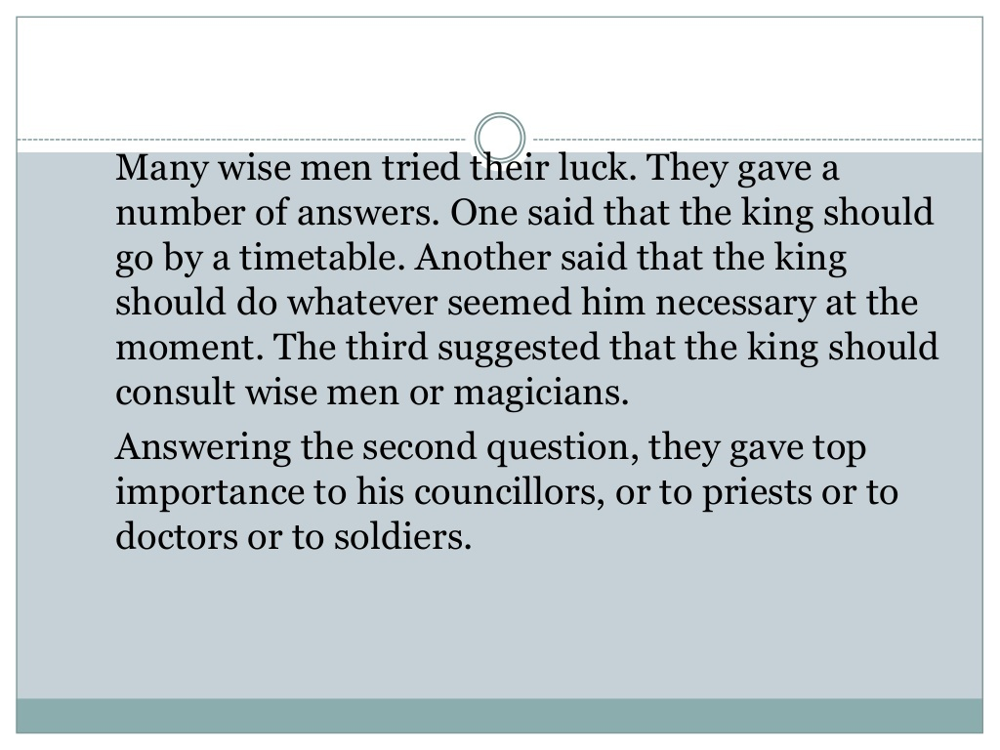 Many wise men tried their luck. They gave a
number of answers. One said that the king should
go by a timetable. Another said that the king
should do whatever seemed him necessary at the
moment. The third suggested that the king should
consult wise men or magicians.
Answering the second question, they gave top
importance to his councillors, or to priests or to
doctors or to soldiers.